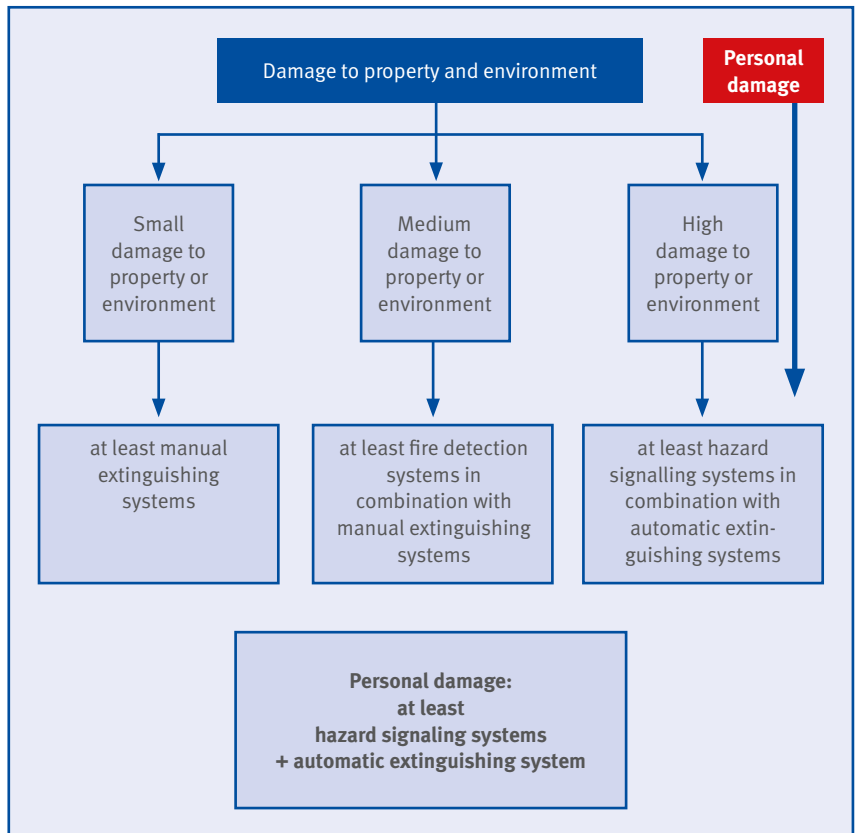 Damage to property and environment
Personal
damage
Small
damage to
property or
environment
Medium
damage to
property or
environment
High
damage to
property or
environment
at least manual
extinguishing
systems
at least fire detection
systems in
combination with
manual extinguishing
systems
at least hazard
signalling systems in
combination with
automatic extin-
guishing systems
Personal damage:
at least
hazard signaling systems
+ automatic extinguishing system